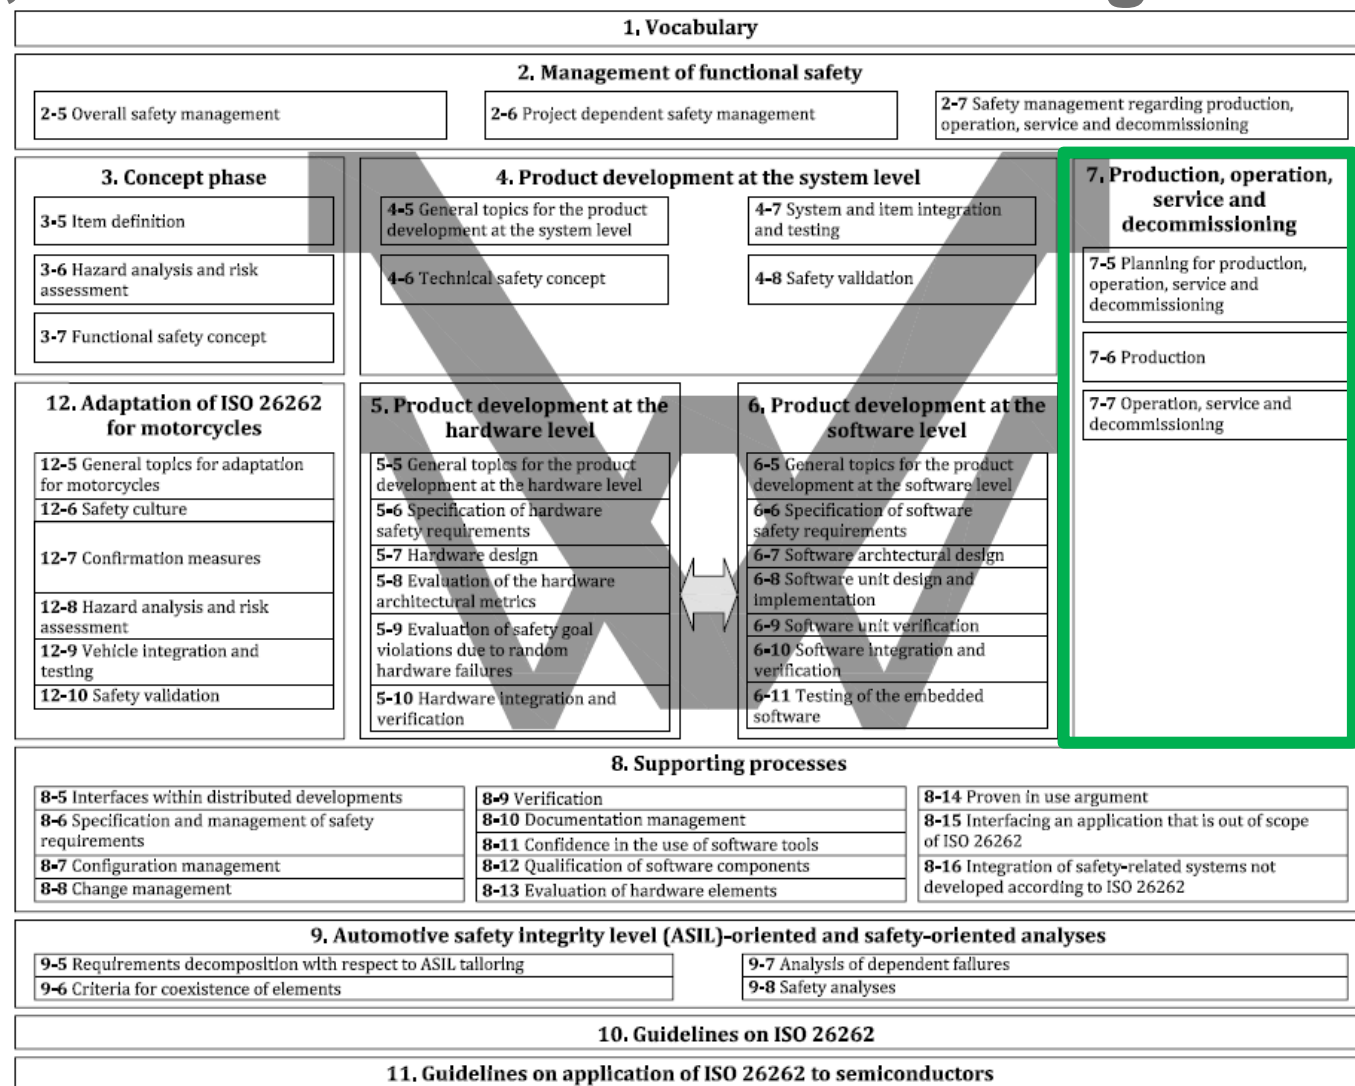 1. Vocabulary
2. Management of functional safety
2-5 Overall safety management
2-6 Project dependent safety management
2-7 Safety management regarding production,
operation, service and decommissioning
3. Concept phase
3-5 Item definition
3-6 Hazard analysis and risk
assessment
3-7 Functional safety concept
4. Product development at the system level
4-5 General topics for the product
development at the system level
4-6 Technical safety concept
4-7 System and item integration
and testing
4-8 Safety validation
7. Production, operation,
service and
decommissioning
7-5 Planning for production,
operation, service and
decommissioning
7-6 Production
7-7 Operation, service and
decommissioning
12. Adaptation of ISO 26262
for motorcycles
12-5 General topics for adaptation
for motorcycles
12-6 Safety culture
12-7 Confirmation measures
12-8 Hazard analysis and risk
assessment
12-9 Vehicle integration and
testing
12-10 Safety validation
5. Product development at the
hardware level
5-5 General topics for the product
development at the hardware level
5-6 Specification of hardware
safety requirements
5-7 Hardware design
5-8 Evaluation of the hardware
architectural metrics
5-9 Evaluation of safety goal
violations due to random
hardware failures
5-10 Hardware integration and
verification
6. Product development at the
software level
6-5 General topics for the product
development at the software level
6-6 Specification of software
safety requirements
6-7 Software archtectural design
6-8 Software unit design and
implementation
6-9 Software unit verification
6-10 Software integration and
verification
6-11 Testing of the embedded
software
8. Supporting processes
8-5 Interfaces within distributed developments
8-6 Specification and management of safety
requirements
8-7 Configuration management
8-8 Change management
8-9 Verification
8-10 Documentation management
8-11 Confidence in the use of software tools
8-12 Qualification of software components
8-13 Evaluation of hardware elements
8-14 Proven in use argument
8-15 Interfacing an application that is out of scope
of ISO 26262
8-16 Integration of safety-related systems not
developed according to ISO 26262
9. Automotive safety integrity level (ASIL)-oriented and safety-oriented analyses
9-5 Requirements decomposition with respect to ASIL tailoring
9-6 Criteria for coexistence of elements
9-7 Analysis of dependent failures
9-8 Safety analyses
10. Guidelines on ISO 26262
11. Guidelines on application of ISO 26262 to semiconductors